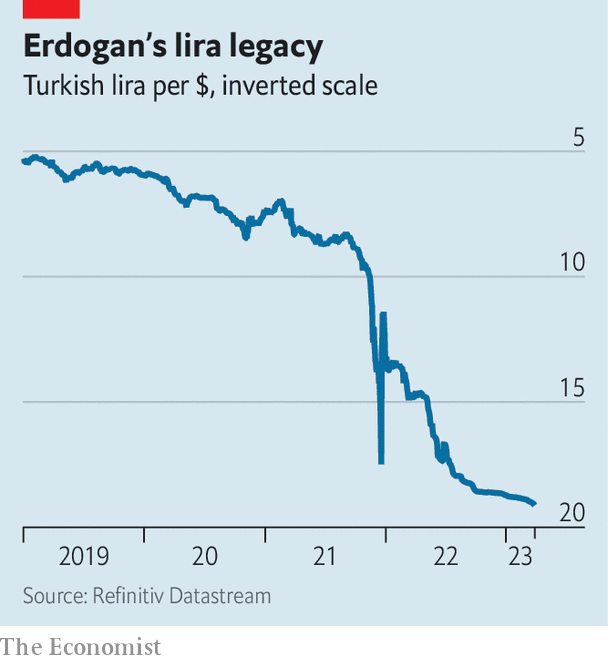 Erdogan's lira legacy
Turkish lira per $, inverted scale
5
10
15
20
2019 20 21 22 23
Source: Refinitiv Datastream
The Economist